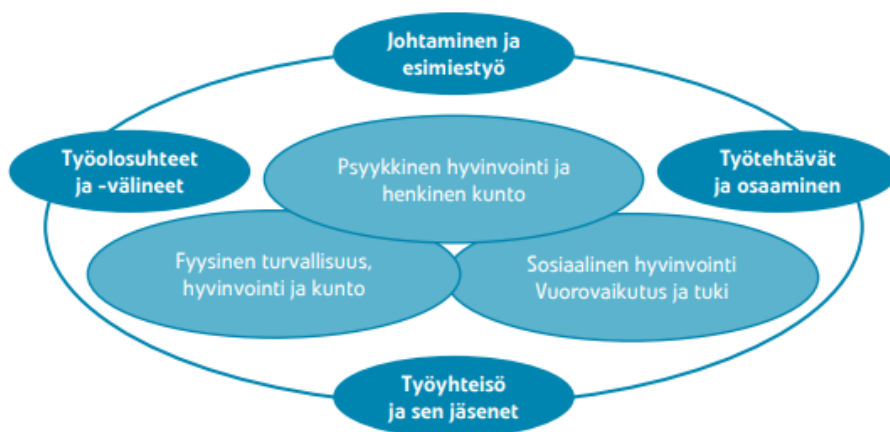 Johtaminen ja
esimiestyö
Työolosuhteet
ja -välineet
Psyykkinen hyvinvointi ja
henkinen kunto
Työtehtävät
ja osaaminen
Fyysinen turvallisuus,
hyvinvointi ja kunto
Sosiaalinen hyvinvointi
Vuorovaikutus ja tuki
Työyhteisö
ja sen jäsenet